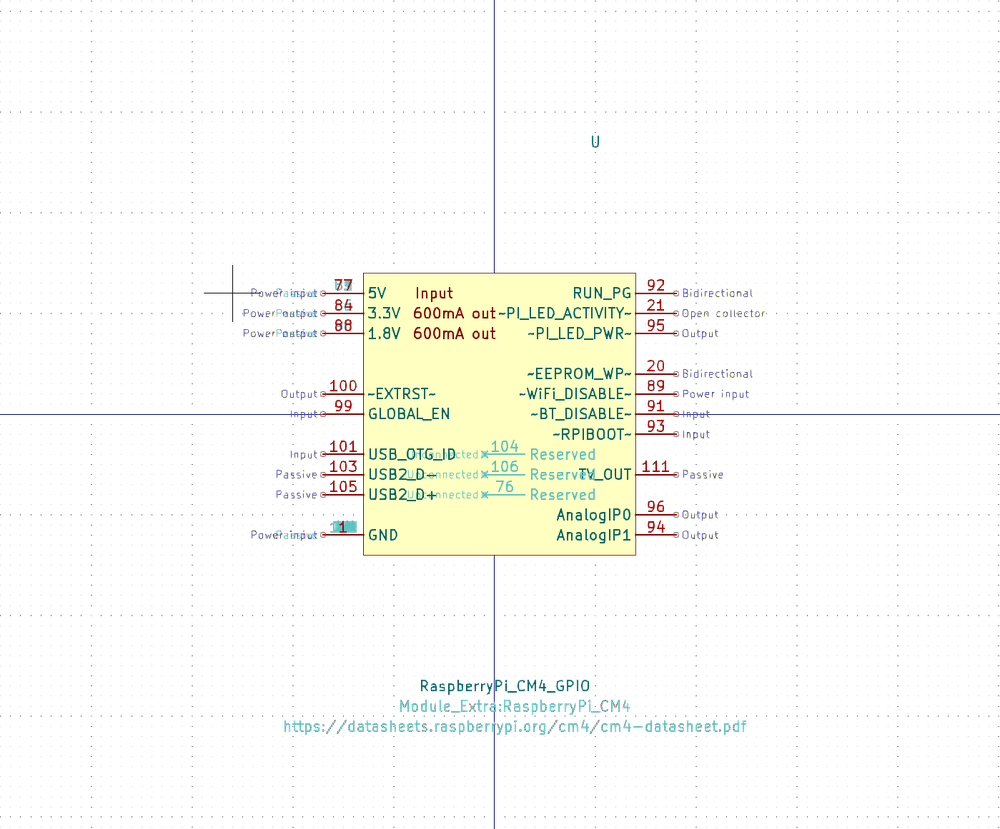 U
Power input 77 5V Input RUN_PG 92 Bidirectional
Power output 84 3.3V 600mA out ~PI_LED_ACTIVITY~ 21 Open collector
Power output 88 1.8V 600mA out ~PI_LED_PWR~ 95 Output
~EEPROM_WP~ 20 Bidirectional
Output 100 ~EXTRST~ ~WiFi_DISABLE~ 89 Power input
Input 99 GLOBAL_EN ~BT_DISABLE~ 91 Input
~RPIBOOT~ 93 Input
Input 101 USB_OTG_ID Unconnected 104 Reserved
Passive 103 USB2_D- Unconnected 106 Reserved TV_OUT 111 Passive
Passive 105 USB2_D+ Unconnected 76 Reserved
AnalogIP0 96 Output
Power input 1 GND AnalogIP1 94 Output
RaspberryPi_CM4_GPIO
Module_Extra:RaspberryPi_CM4
https://datasheets.raspberrypi.org/cm4/cm4-datasheet.pdf